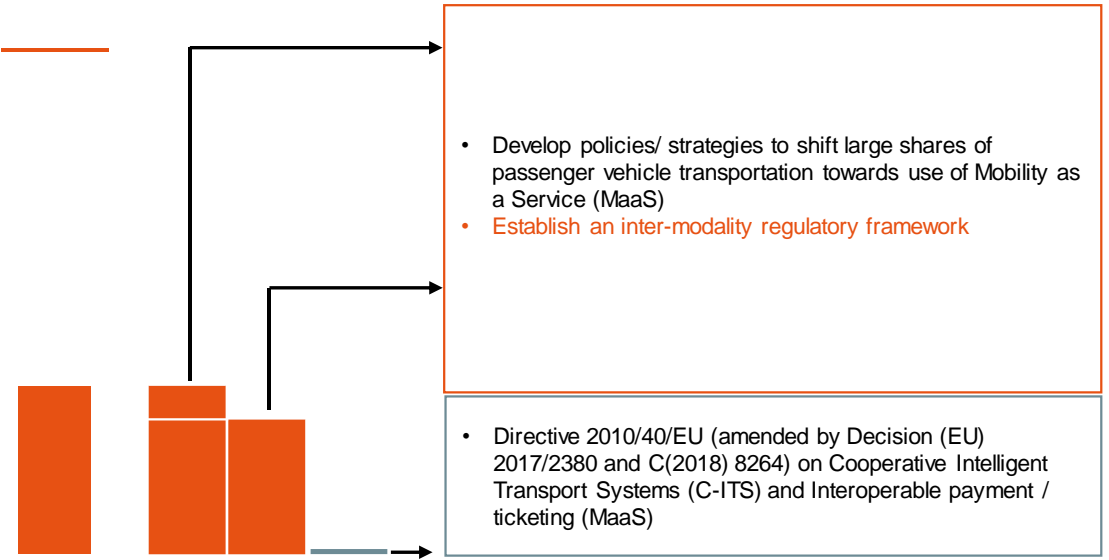 • Develop policies/ strategies to shift large shares of
passenger vehicle transportation towards use of Mobility as
a Service (MaaS)
• Establish an inter-modality regulatory framework
• Directive 2010/40/EU (amended by Decision (EU)
2017/2380 and C(2018) 8264) on Cooperative Intelligent
Transport Systems (C-ITS) and Interoperable payment /
ticketing (MaaS)